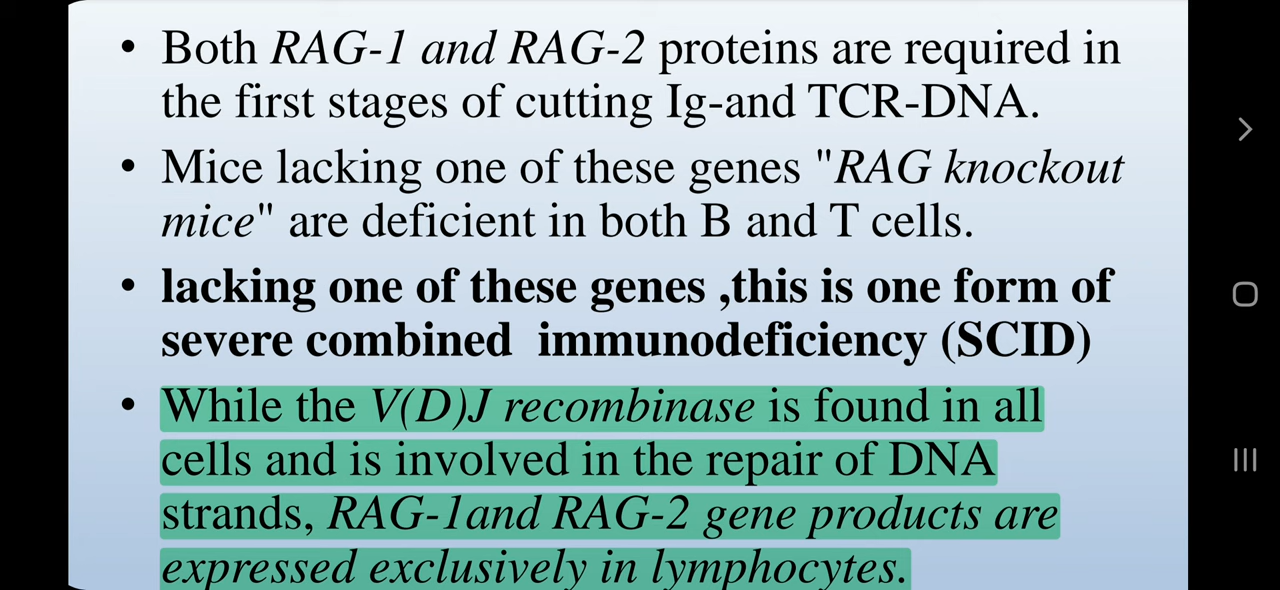 • Both RAG-1 and RAG-2 proteins are required in
the first stages of cutting Ig-and TCR-DNA.
• Mice lacking one of these genes "RAG knockout
mice" are deficient in both B and T cells.
• lacking one of these genes ,this is one form of
severe combined  immunodeficiency (SCID)
• While the V(D)J recombinase is found in all
cells and is involved in the repair of DNA
strands, RAG-1and RAG-2 gene products are
expressed exclusively in lymphocytes.